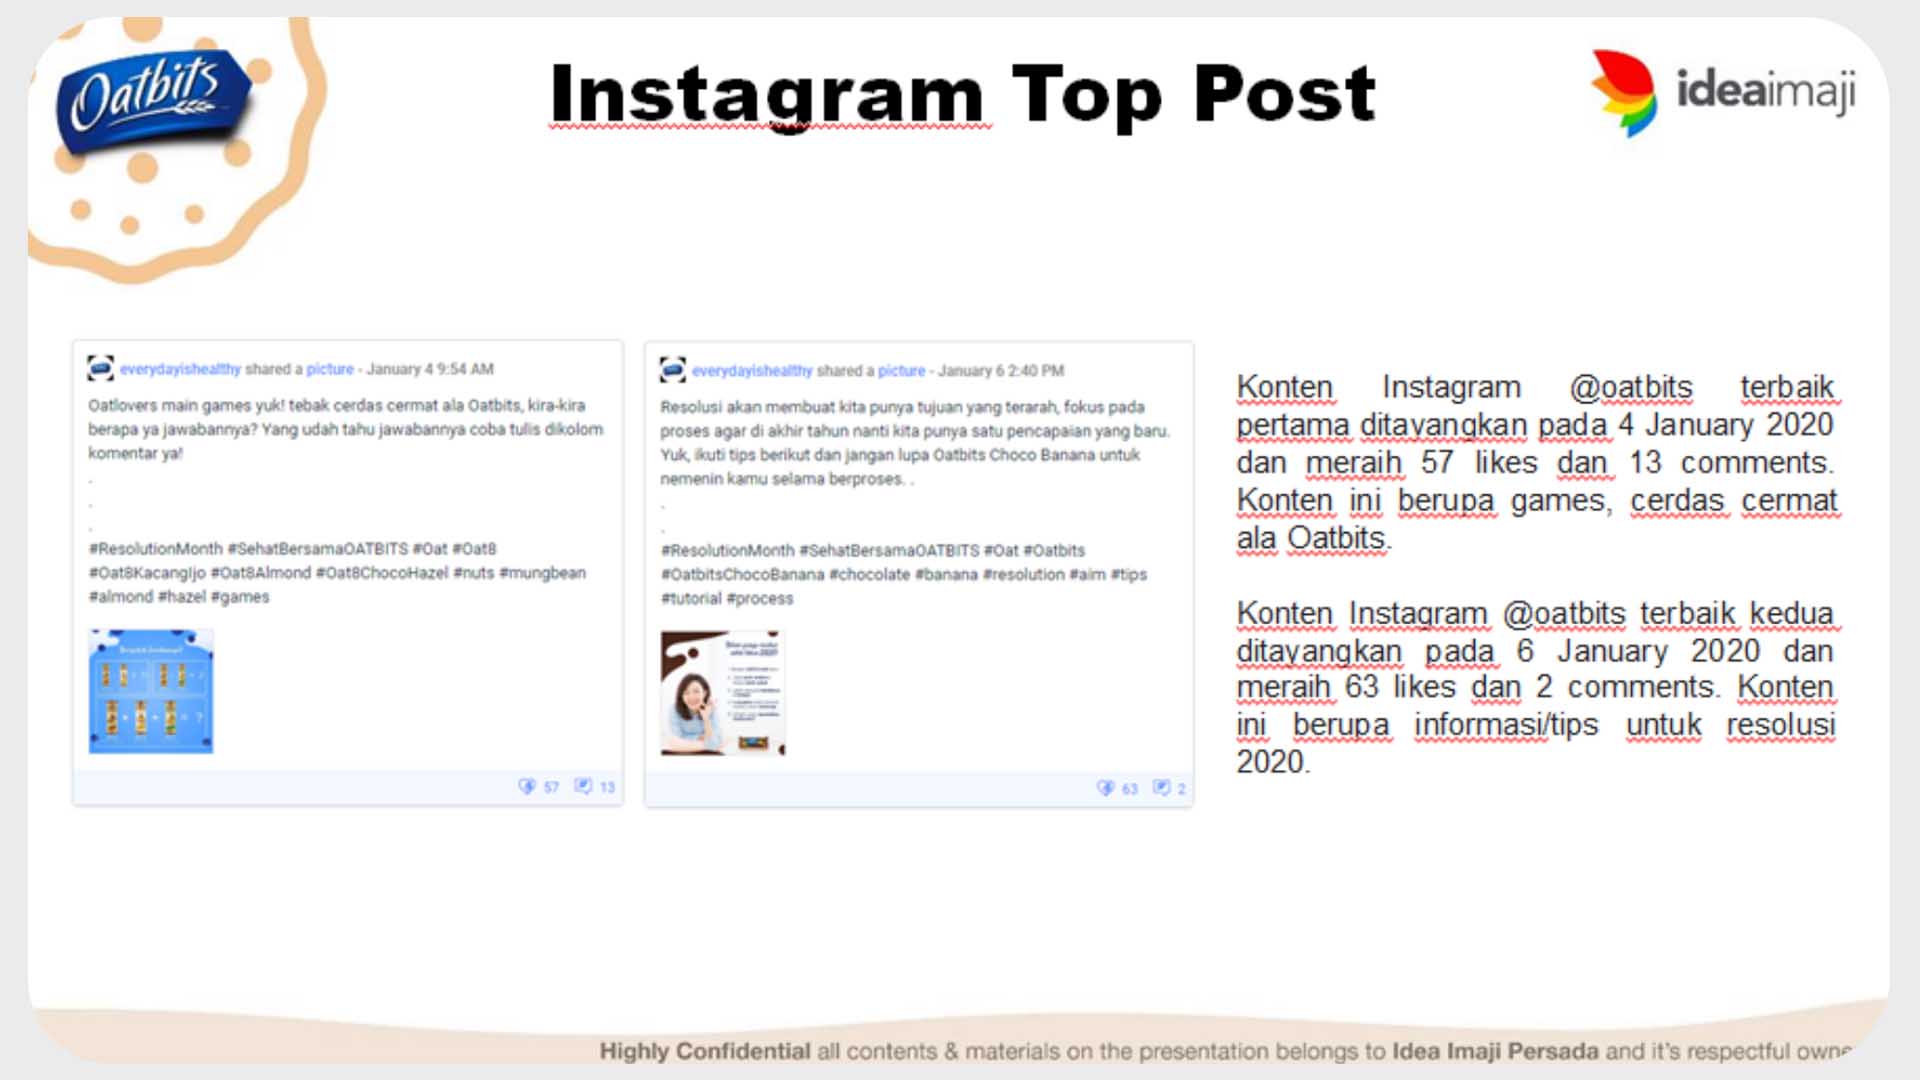 Oatbits
Instagram Top Post
ideaimaji
everydayishealthy shared a picture - January 4 9:54 AM
Oatlovers main games yuk! tebak cerdas cermat ala Oatbits, kira-kira
berapa ya jawabannya? Yang udah tahu jawabannya coba tulis dikolom
komentar ya!
.
.
.
#ResolutionMonth #SehatBersamaOATBITS #Oat #Oat8
#Oat8KacangIjo #Oat8Almond #Oat8ChocoHazel #nuts #mungbean
#almond #hazel #games
57 13
everydayishealthy shared a picture - January 6 2:40 PM
Resolusi akan membuat kita punya tujuan yang terarah, fokus pada
proses agar di akhir tahun nanti kita punya satu pencapaian yang baru.
Yuk, ikuti tips berikut dan jangan lupa Oatbits Choco Banana untuk
nemenin kamu selama berproses. .
.
.
#ResolutionMonth #SehatBersamaOATBITS #Oat #Oatbits
#OatbitsChocoBanana #chocolate #banana #resolution #aim #tips
#tutorial #process
63 2
Konten Instagram @oatbits terbaik
pertama ditayangkan pada 4 January 2020
dan meraih 57 likes dan 13 comments.
Konten ini berupa games, cerdas cermat
ala Oatbits.
Konten Instagram @oatbits terbaik kedua
ditayangkan pada 6 January 2020 dan
meraih 63 likes dan 2 comments. Konten
ini berupa informasi/tips untuk resolusi
2020.
Highly Confidential all contents & materials on the presentation belongs to Idea Imaji Persada and it's respectful owne